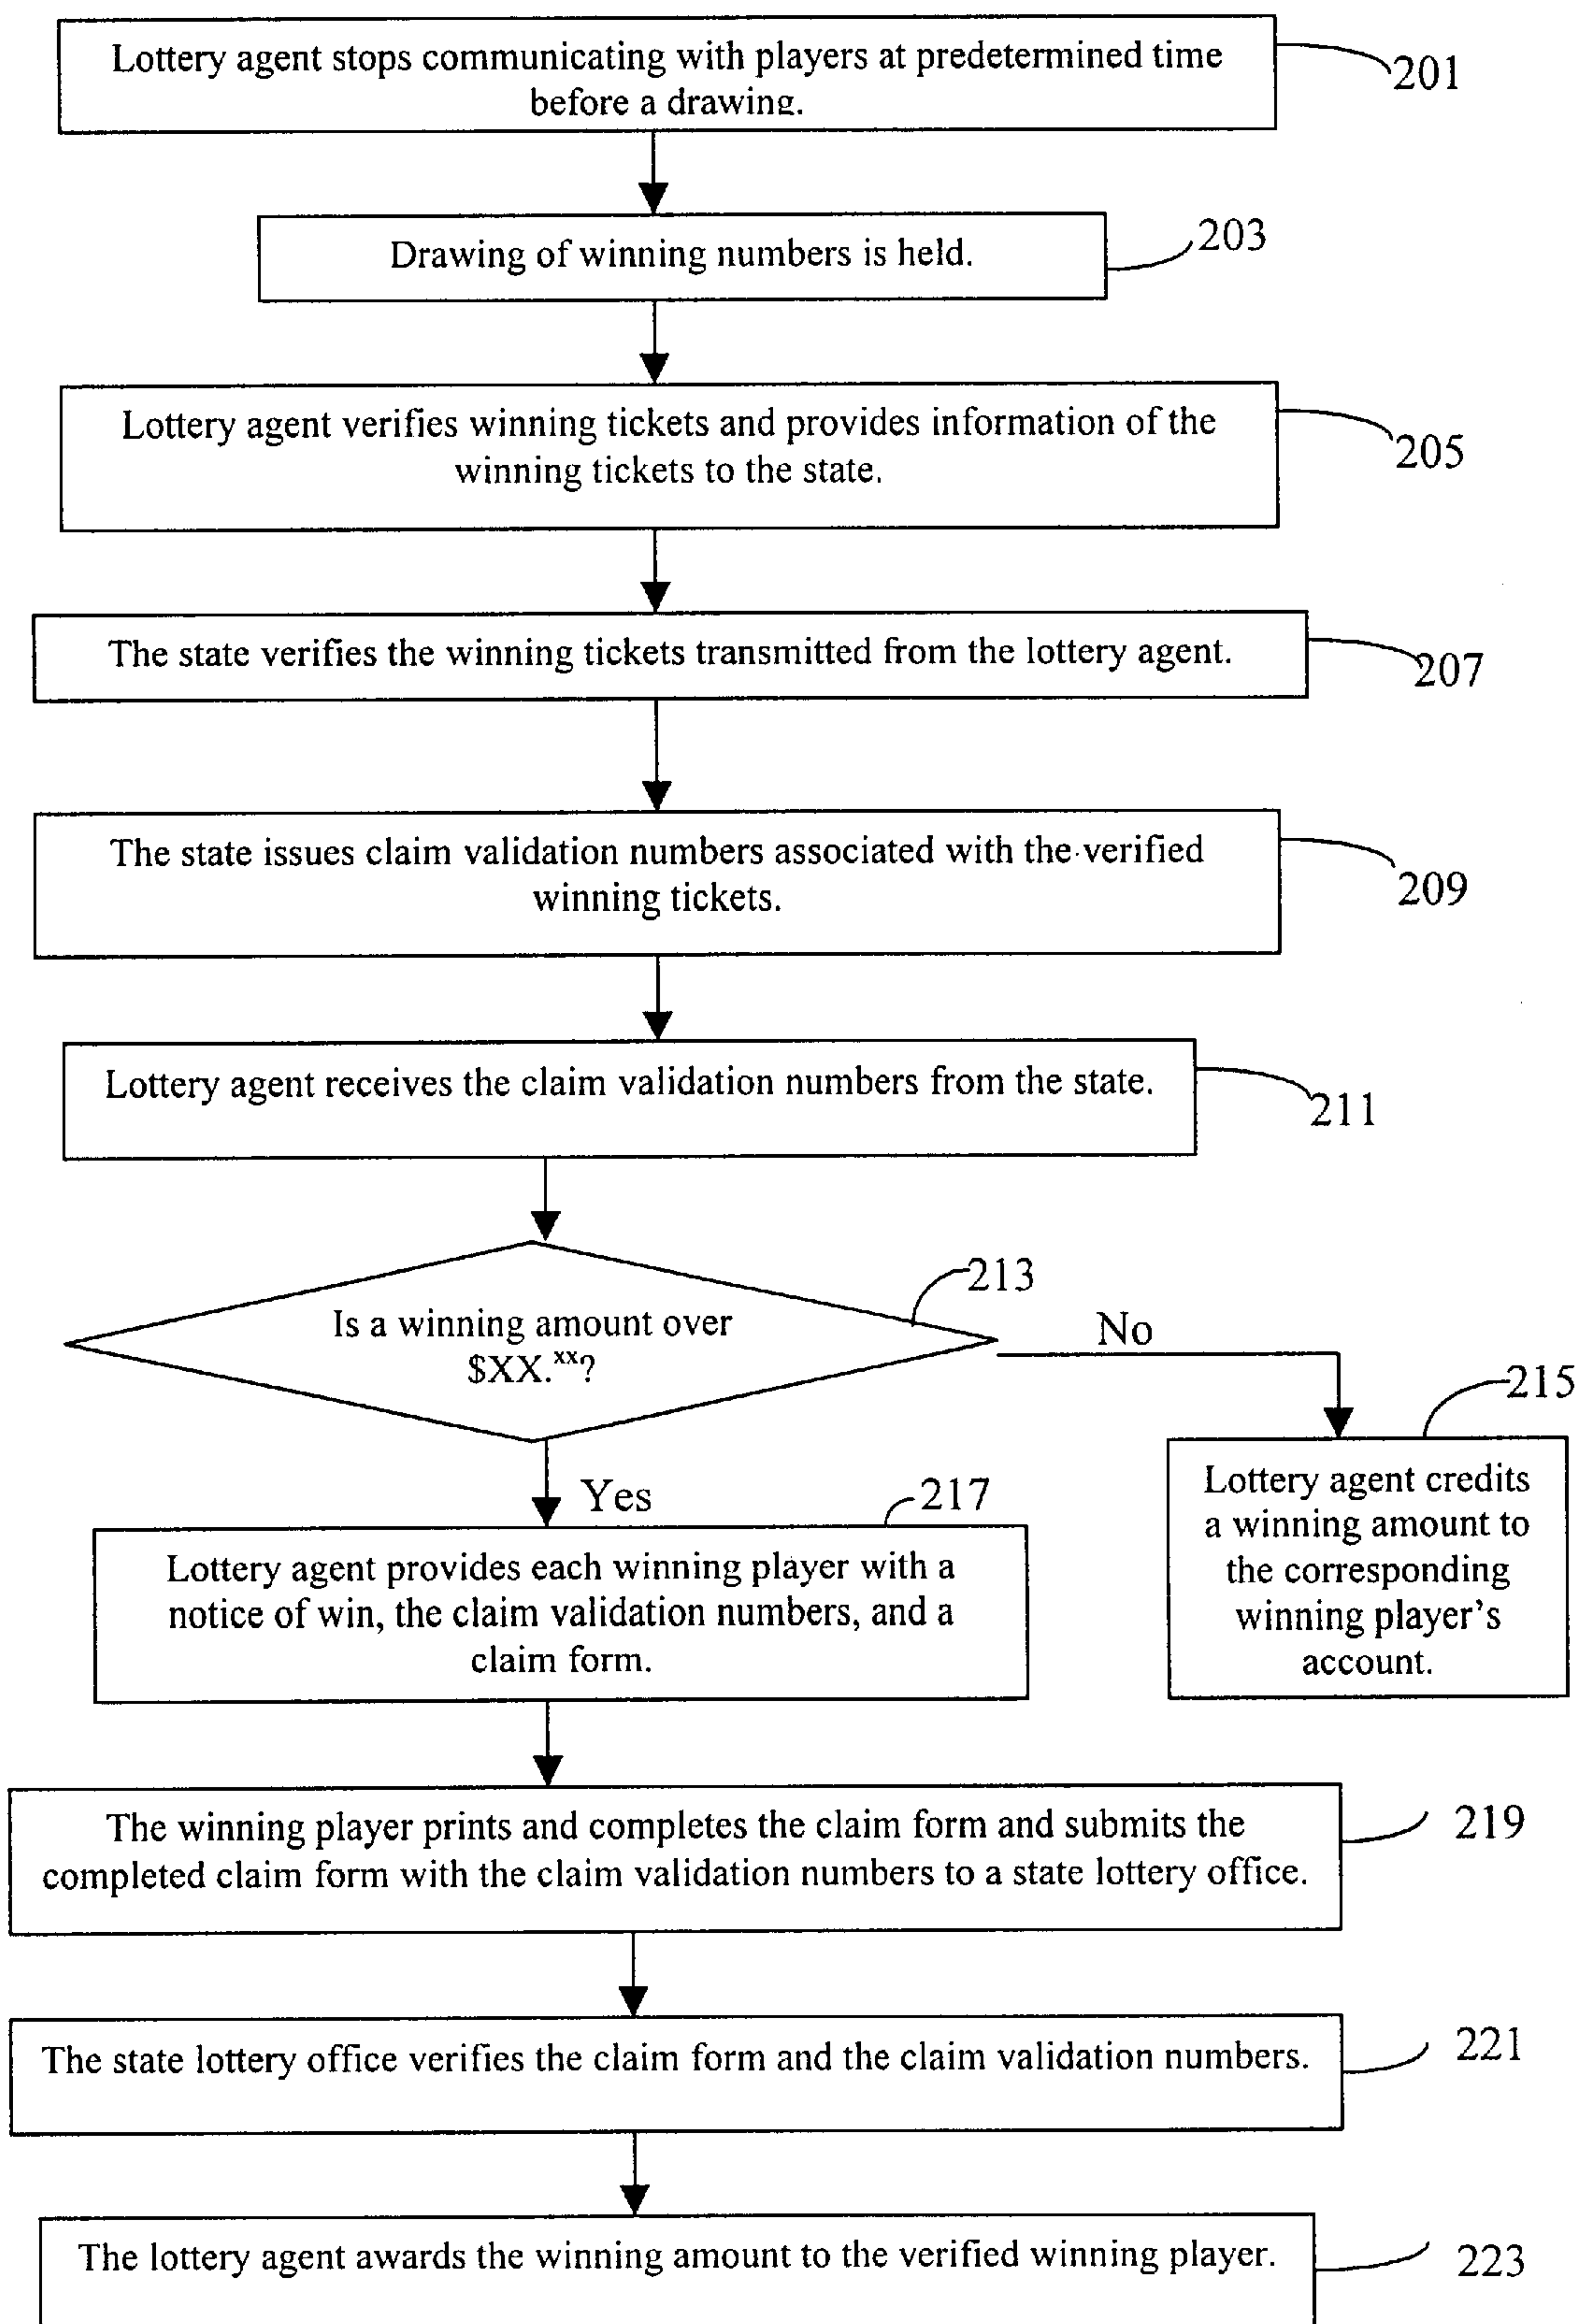 Lottery agent stops communicating with players at predetermined time
before a drawing.
201
Drawing of winning numbers is held.
203
Lottery agent verifies winning tickets and provides information of the
winning tickets to the state.
205
The state verifies the winning tickets transmitted from the lottery agent.
207
The state issues claim validation numbers associated with the verified
winning tickets.
209
Lottery agent receives the claim validation numbers from the state.
211
213
Is a winning amount over
$XX.xx?
No
215
Lottery agent credits
a winning amount to
the corresponding
winning player's
account.
Yes
217
Lottery agent provides each winning player with a
notice of win, the claim validation numbers, and a
claim form.
The winning player prints and completes the claim form and submits the
completed claim form with the claim validation numbers to a state lottery office.
219
The state lottery office verifies the claim form and the claim validation numbers.
221
The lottery agent awards the winning amount to the verified winning player.
223